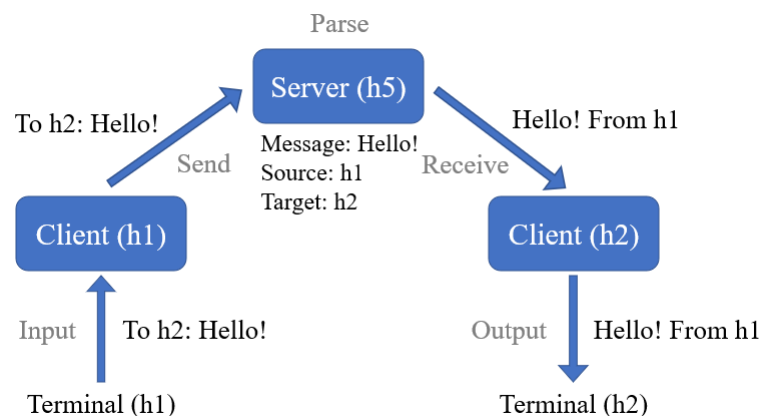 Parse
Server (h5)
To h2: Hello!
Hello! From h1
Message: Hello!
Source: h1
Target: h2
Send
Receive
Client (h1)
Client (h2)
Input
To h2: Hello!
Output
Hello! From h1
Terminal (h1)
Terminal (h2)